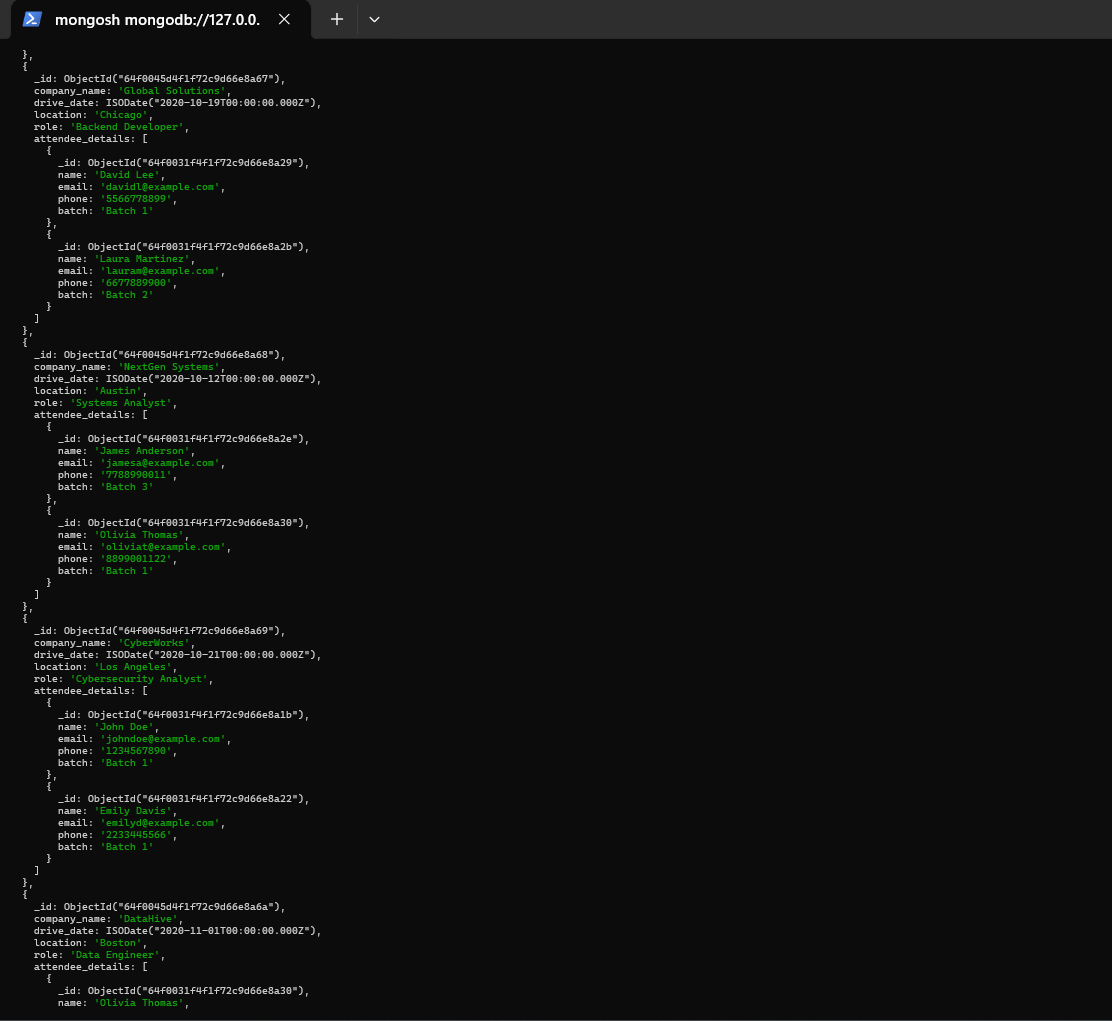 mongosh mongodb://127.0.0.
},
{
_id: ObjectId("64f0045d4f1f72c9d66e8a67"),
company_name: 'Global Solutions',
drive_date: ISODate("2020-10-19T00:00:00.000Z"),
location: 'Chicago',
role: 'Backend Developer',
attendee_details: [
{
_id: ObjectId("64f0031f4f1f72c9d66e8a29"),
name: 'David Lee',
email: 'davidl@example.com',
phone: '5566778899',
batch: 'Batch 1'
},
{
_id: ObjectId("64f0031f4f1f72c9d66e8a2b"),
name: 'Laura Martinez',
email: 'lauram@example.com',
phone: '6677889900',
batch: 'Batch 2'
}
]
},
{
_id: ObjectId("64f0045d4f1f72c9d66e8a68"),
company_name: 'NextGen Systems',
drive_date: ISODate("2020-10-12T00:00:00.000Z"),
location: 'Austin',
role: 'Systems Analyst',
attendee_details: [
{
_id: ObjectId("64f0031f4f1f72c9d66e8a2e"),
name: 'James Anderson',
email: 'jamesa@example.com',
phone: '7788990011',
batch: 'Batch 3'
},
{
_id: ObjectId("64f0031f4f1f72c9d66e8a30"),
name: 'Olivia Thomas',
email: 'oliviat@example.com',
phone: '8899001122',
batch: 'Batch 1'
}
]
},
{
_id: ObjectId("64f0045d4f1f72c9d66e8a69"),
company_name: 'CyberWorks',
drive_date: ISODate("2020-10-21T00:00:00.000Z"),
location: 'Los Angeles',
role: 'Cybersecurity Analyst',
attendee_details: [
{
_id: ObjectId("64f0031f4f1f72c9d66e8a1b"),
name: 'John Doe',
email: 'johndoe@example.com',
phone: '1234567890',
batch: 'Batch 1'
},
{
_id: ObjectId("64f0031f4f1f72c9d66e8a22"),
name: 'Emily Davis',
email: 'emilyd@example.com',
phone: '2233445566',
batch: 'Batch 1'
}
]
},
{
_id: ObjectId("64f0045d4f1f72c9d66e8a6a"),
company_name: 'DataHive',
drive_date: ISODate("2020-11-01T00:00:00.000Z"),
location: 'Boston',
role: 'Data Engineer',
attendee_details: [
{
_id: ObjectId("64f0031f4f1f72c9d66e8a30"),
name: 'Olivia Thomas',